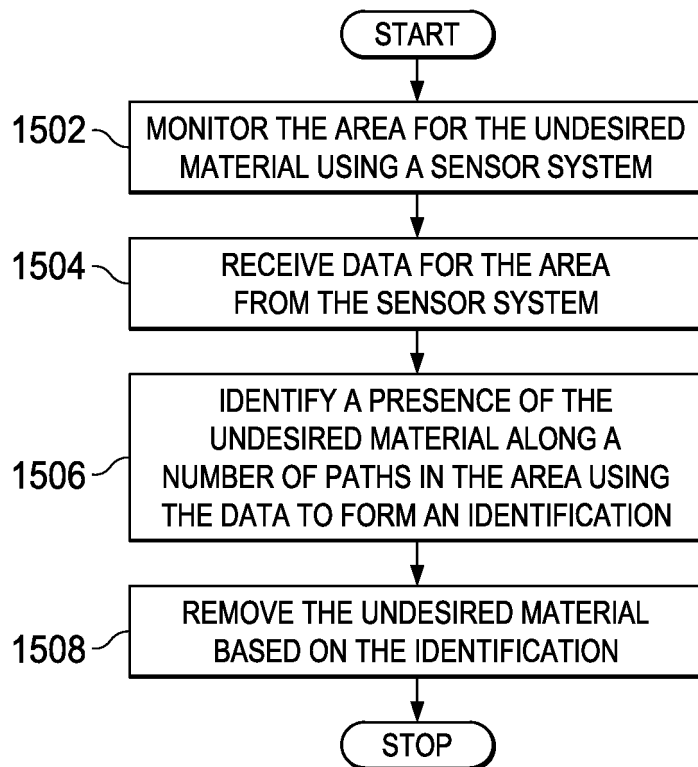 START
1502
MONITOR THE AREA FOR THE UNDESIRED
MATERIAL USING A SENSOR SYSTEM
1504
RECEIVE DATA FOR THE AREA
FROM THE SENSOR SYSTEM
1506
IDENTIFY A PRESENCE OF THE
UNDESIRED MATERIAL ALONG A
NUMBER OF PATHS IN THE AREA USING
THE DATA TO FORM AN IDENTIFICATION
1508
REMOVE THE UNDESIRED MATERIAL
BASED ON THE IDENTIFICATION
STOP